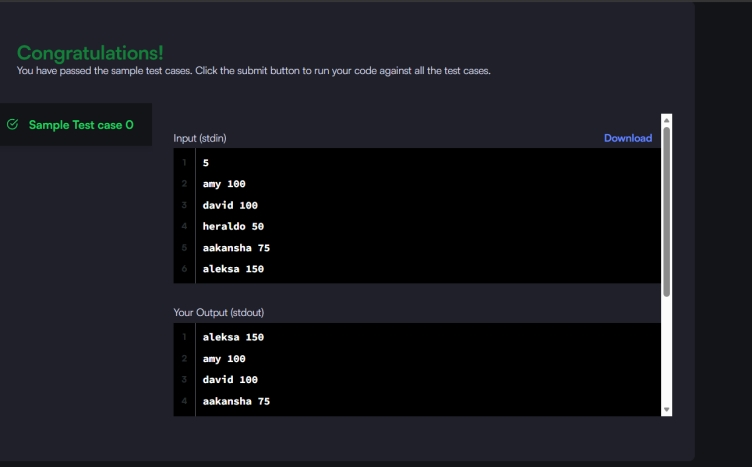 Congratulations!
You have passed the sample test cases. Click the submit button to run your code against all the test cases.
Sample Test case 0
Input (stdin)
Download
1 5
2 amy 100
3 david 100
4 heraldo 50
5 aakansha 75
6 aleksa 150
Your Output (stdout)
1 aleksa 150
2 amy 100
3 david 100
4 aakansha 75